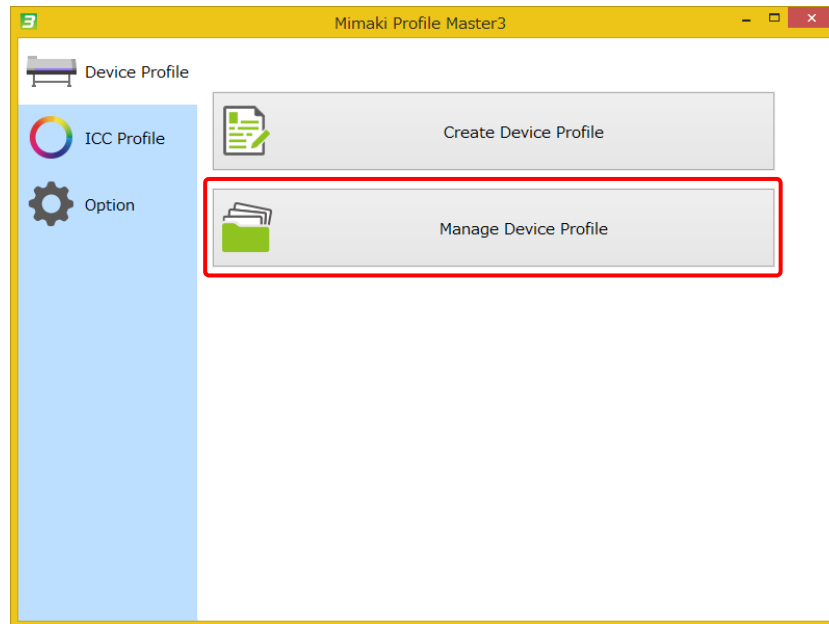 3
Mimaki Profile Master3
Device Profile
ICC Profile
Option
Create Device Profile
Manage Device Profile